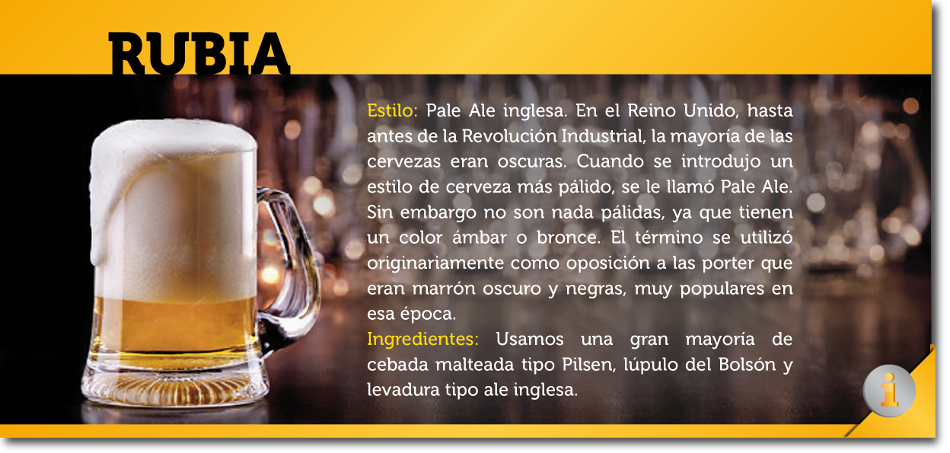 RUBIA
Estilo: Pale Ale inglesa. En el Reino Unido, hasta
antes de la Revolución Industrial, la mayoría de las
cervezas eran oscuras. Cuando se introdujo un
estilo de cerveza más pálido, se le llamó Pale Ale.
Sin embargo no son nada pálidas, ya que tienen
un color ámbar o bronce. El término se utilizó
originariamente como oposición a las porter que
eran marrón oscuro y negras, muy populares en
esa época.
Ingredientes: Usamos una gran mayoría de
cebada malteada tipo Pilsen, lúpulo del Bolsón y
levadura tipo ale inglesa.
i